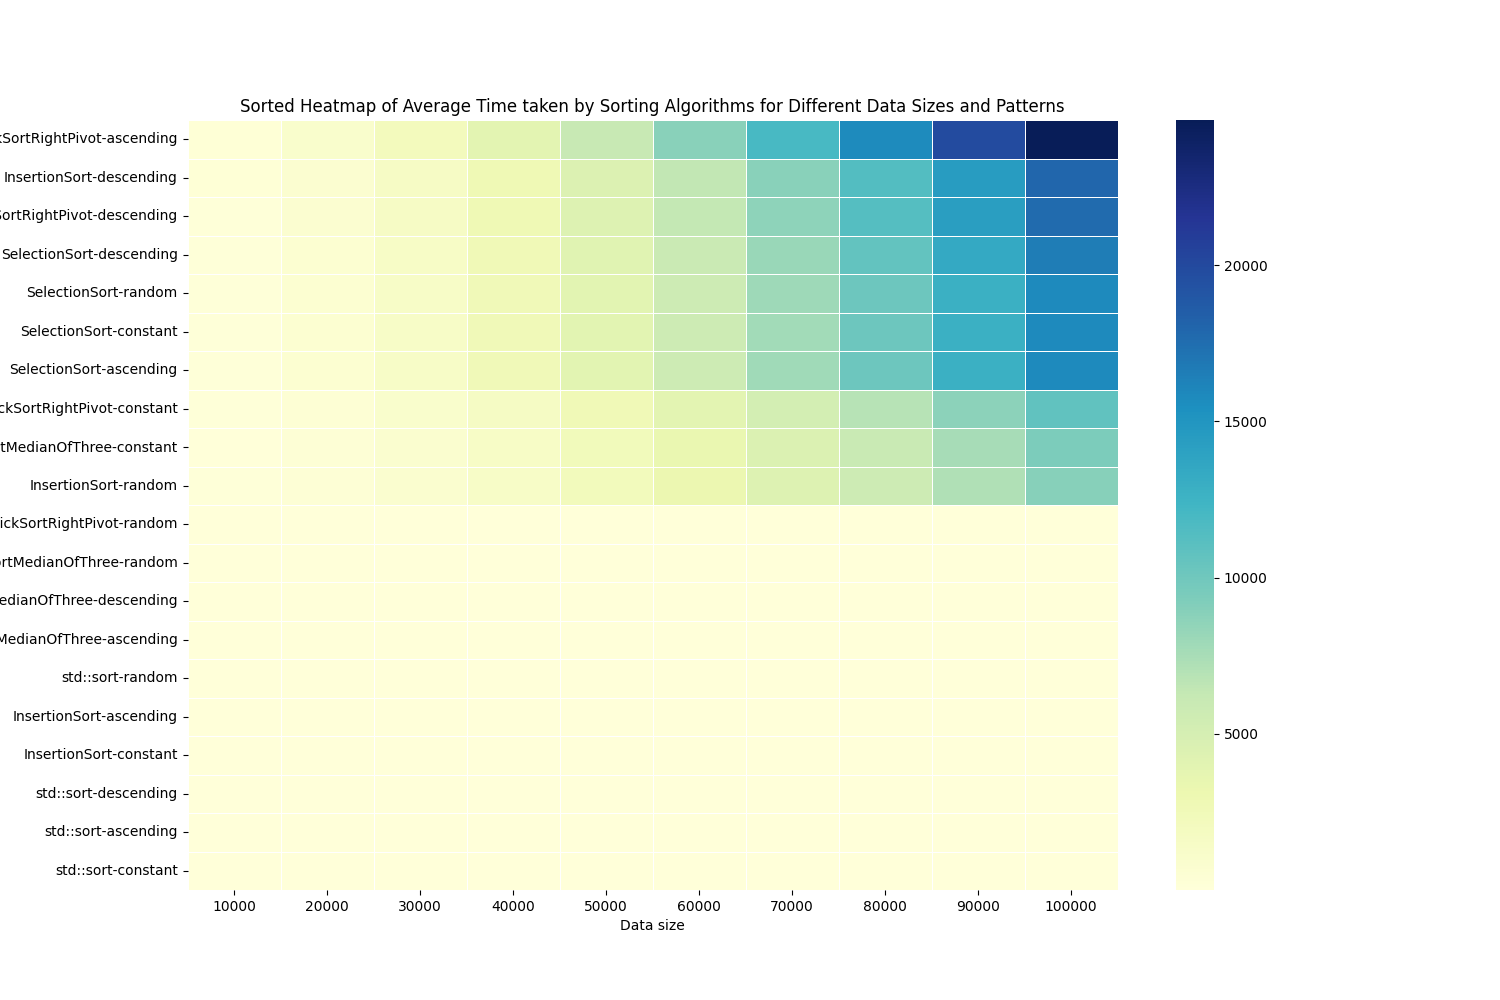 Sorted Heatmap of Average Time taken by Sorting Algorithms for Different Data Sizes and Patterns
kSortRightPivot-ascending
InsertionSort-descending
SortRightPivot-descending
SelectionSort-descending
SelectionSort-random
SelectionSort-constant
SelectionSort-ascending
ckSortRightPivot-constant
tMedianOfThree-constant
InsertionSort-random
ickSortRightPivot-random
rtMedianOfThree-random
edianOfThree-descending
MedianOfThree-ascending
std::sort-random
InsertionSort-ascending
InsertionSort-constant
std::sort-descending
std::sort-ascending
std::sort-constant
10000 20000 30000 40000 50000 60000 70000 80000 90000 100000
Data size
20000
15000
10000
5000